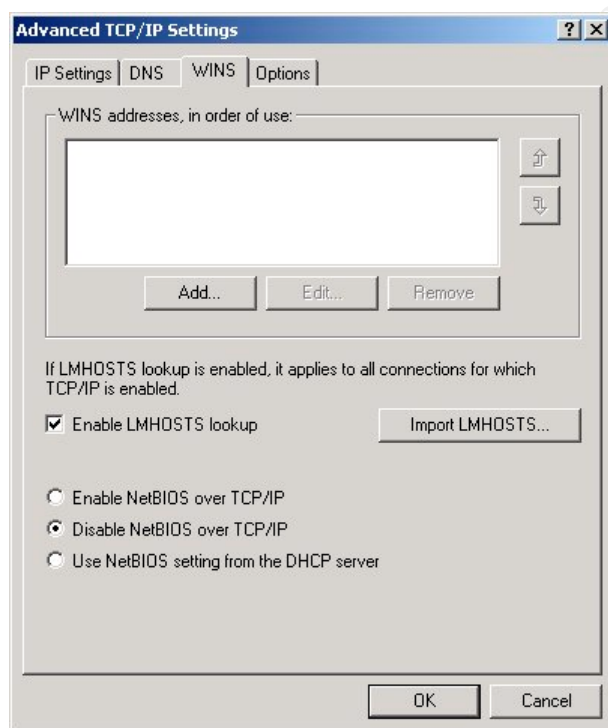 Advanced TCP/IP Settings
IP Settings DNS WINS Options
WINS addresses, in order of use:
Add... Edit... Remove
If LMHOSTS lookup is enabled, it applies to all connections for which
TCP/IP is enabled.
Enable LMHOSTS lookup Import LMHOSTS...
Enable NetBIOS over TCP/IP
Disable NetBIOS over TCP/IP
Use NetBIOS setting from the DHCP server
OK Cancel